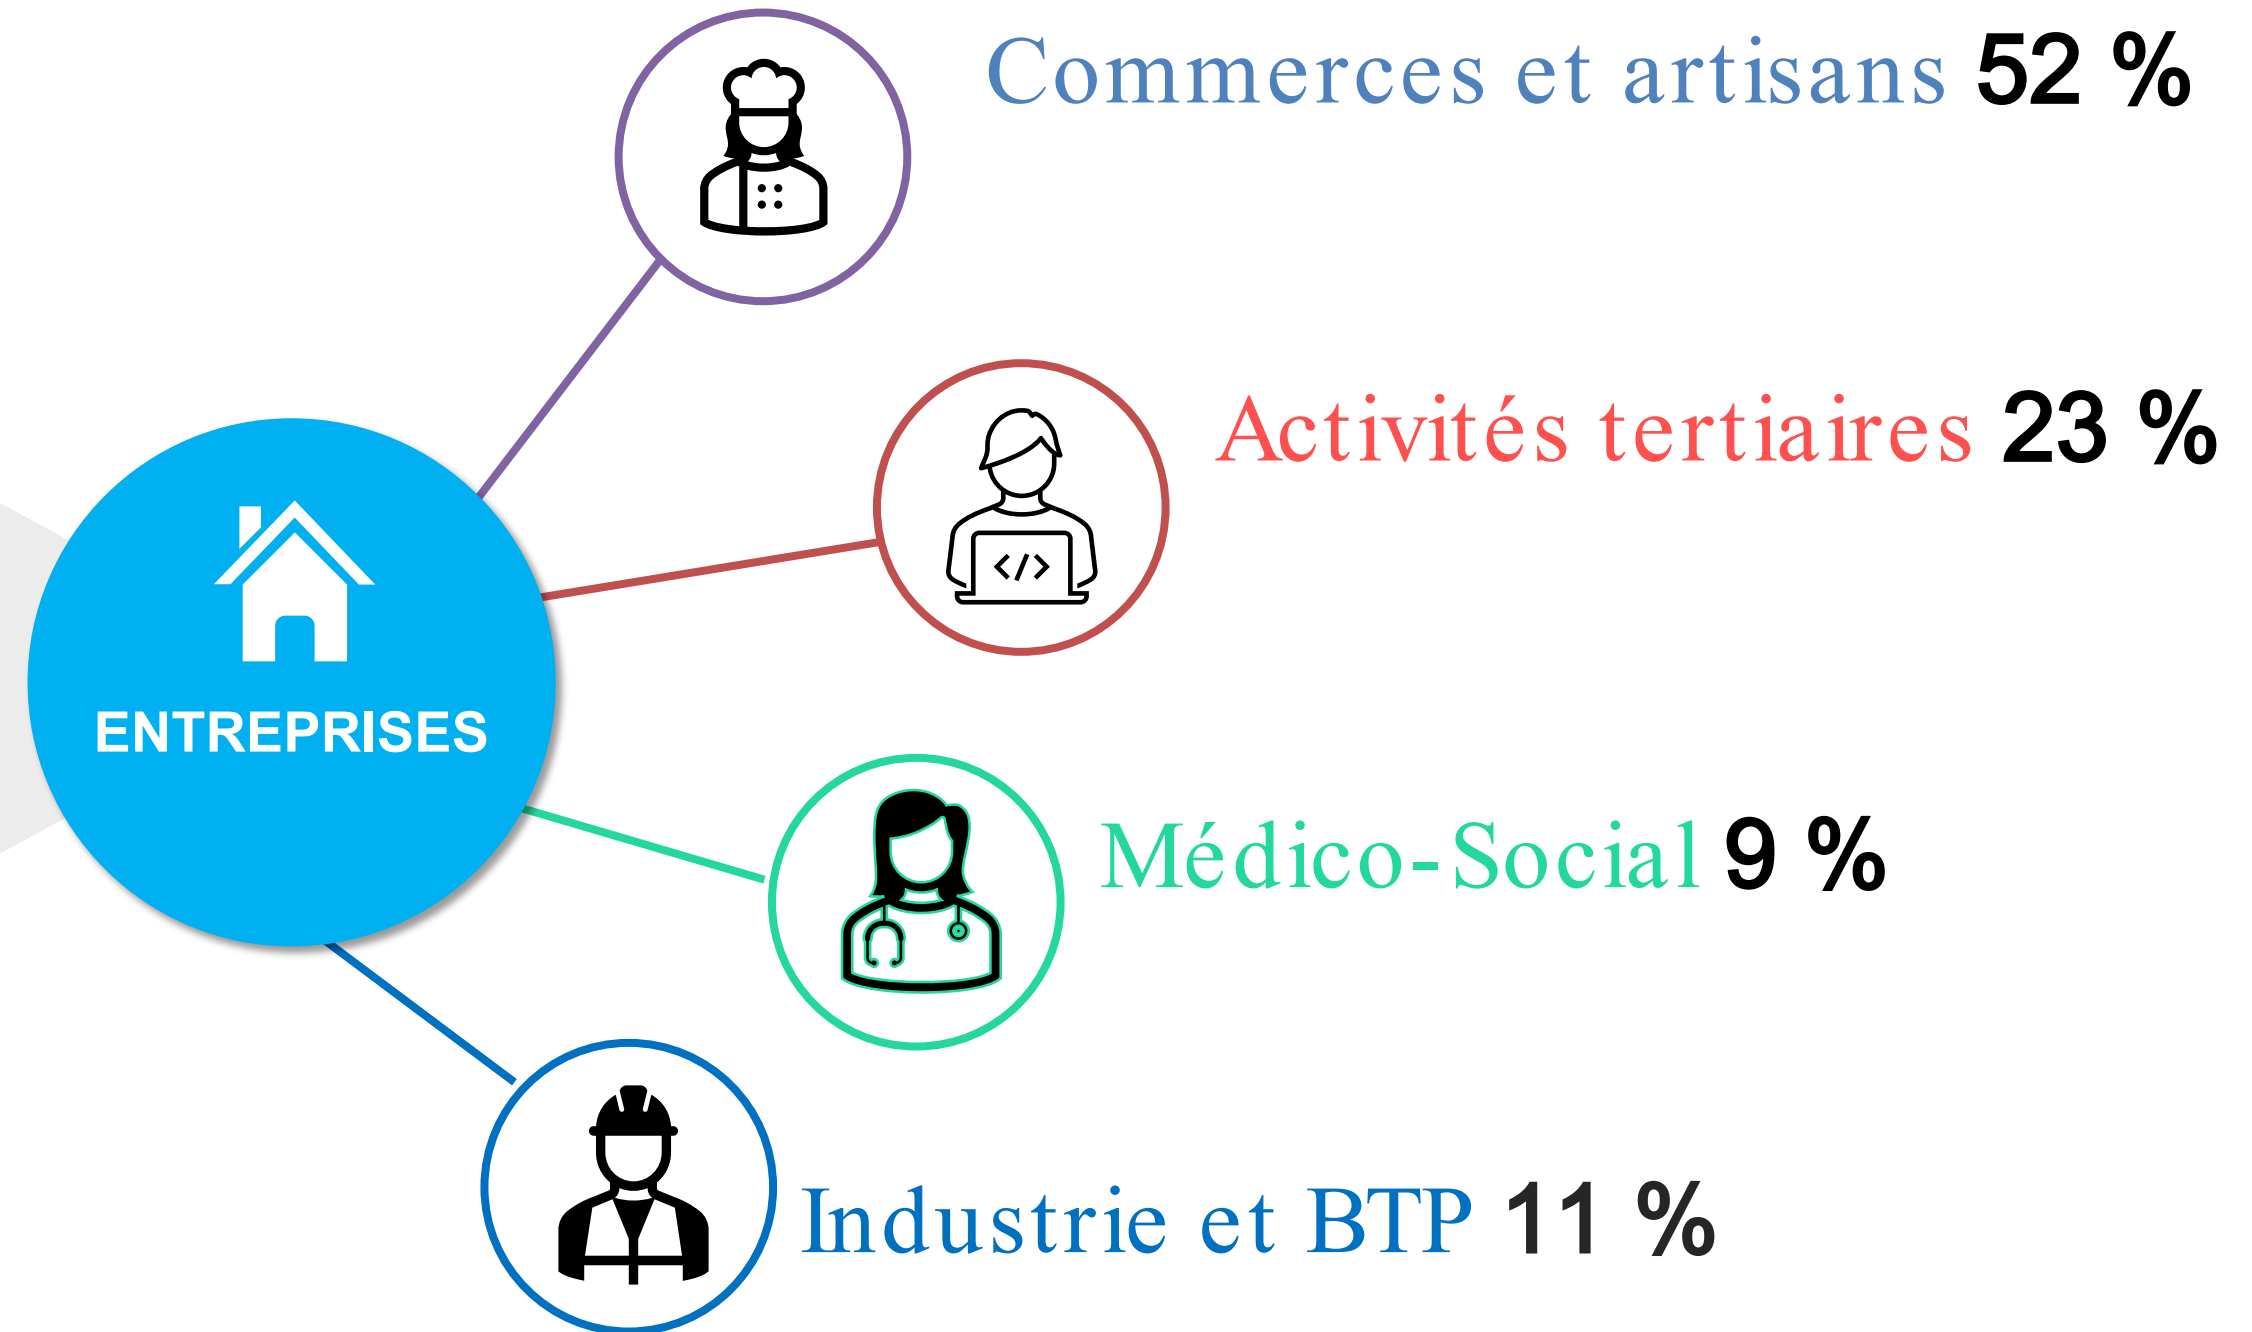 Commerces et artisans 52 %
Activités tertiaires 23 %
</>
ENTREPRISES
Médico-Social 9 %
Industrie et BTP 11 %